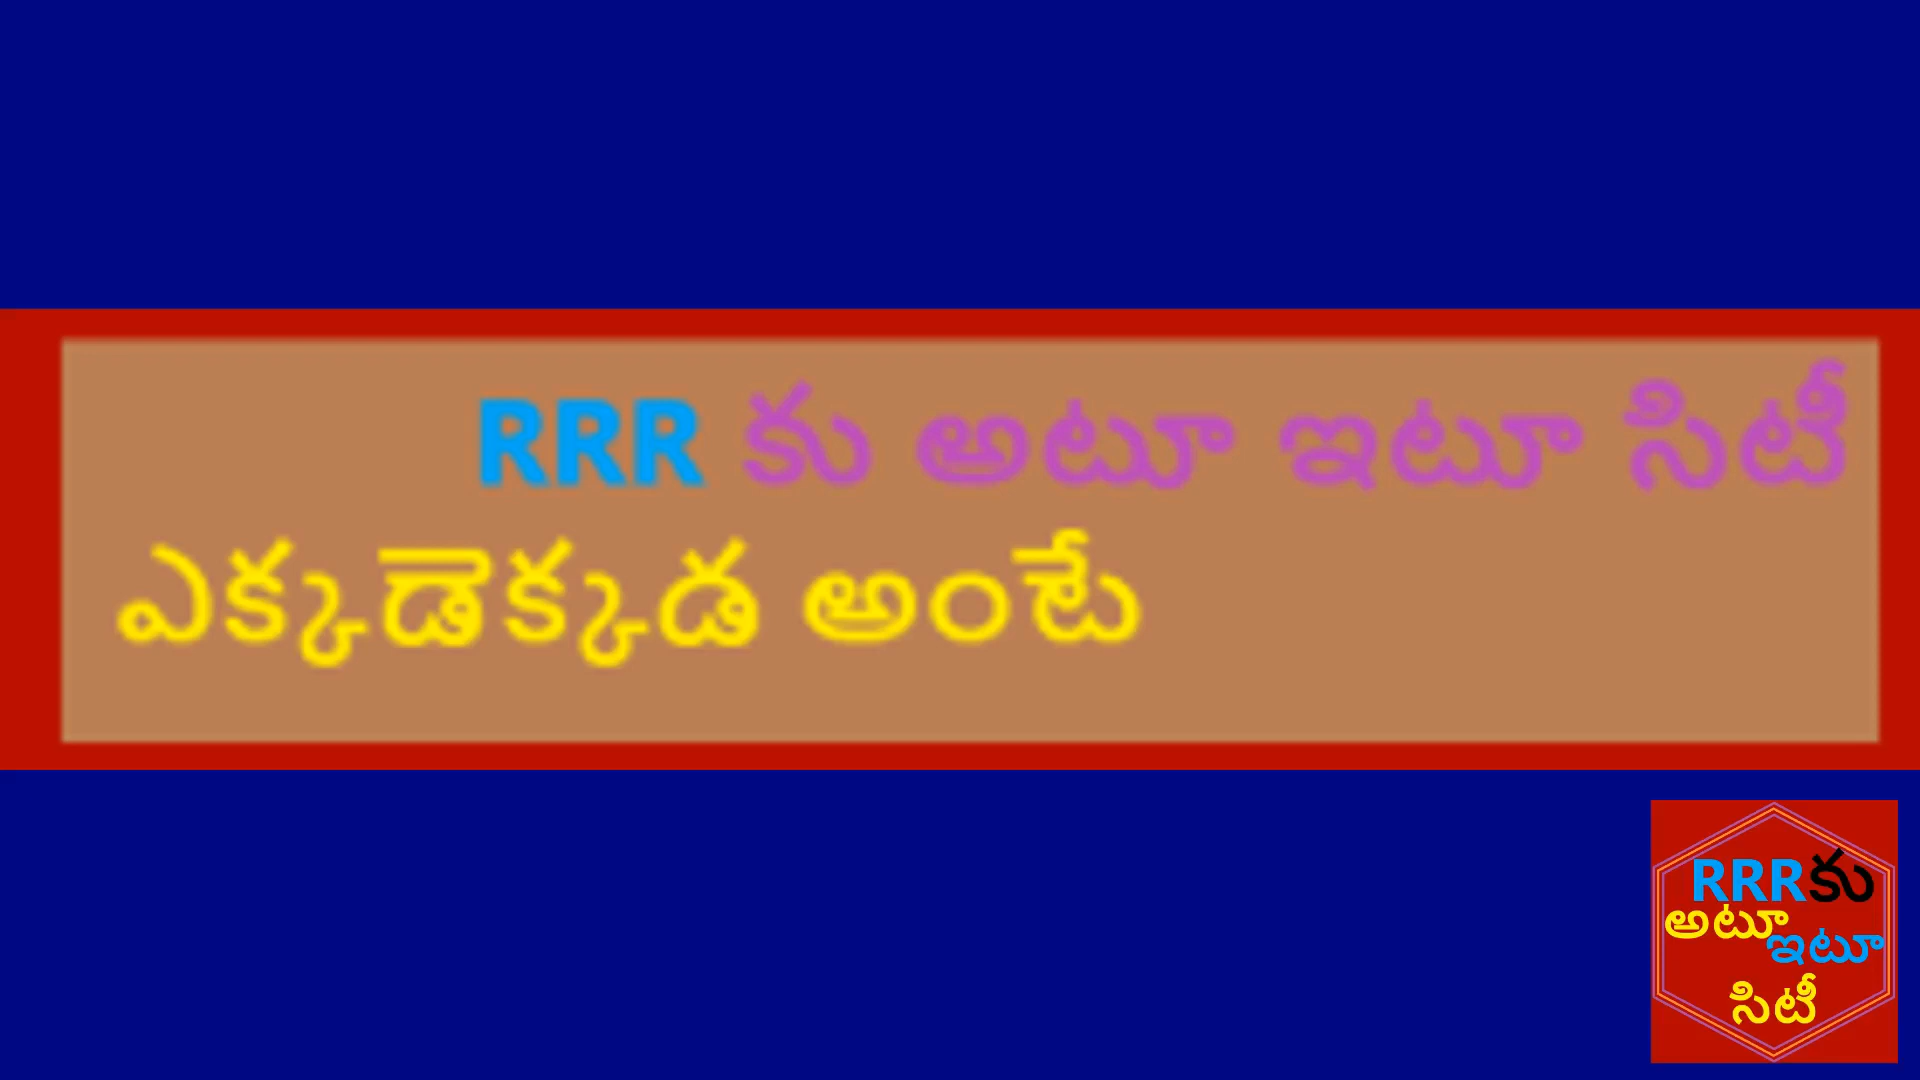 RRR కు అటూ ఇటూ సిటీ
ఎక్కడెక్కడ అంటే
RRRకు
అటూ
ఇటూ
సిటీ